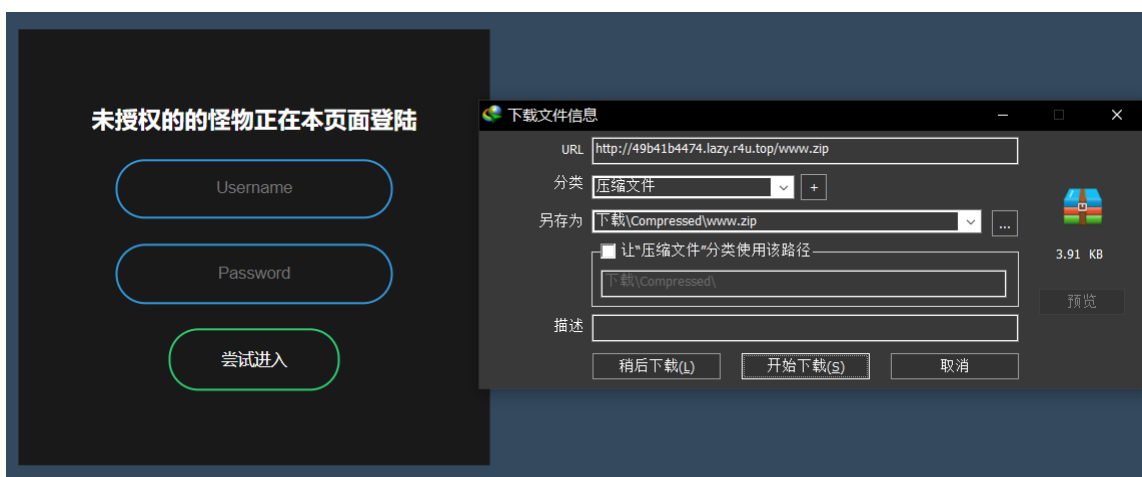 未授权的的怪物正在本页面登陆
Username
Password
尝试进入
下载文件信息
URL http://49b41b4474.lazy.r4u.top/www.zip
分类 压缩文件 +
另存为 下载\Compressed\www.zip ...
让"压缩文件"分类使用该路径
下载\Compressed\
3.91 KB
预览
描述
稍后下载(L) 开始下载(S) 取消